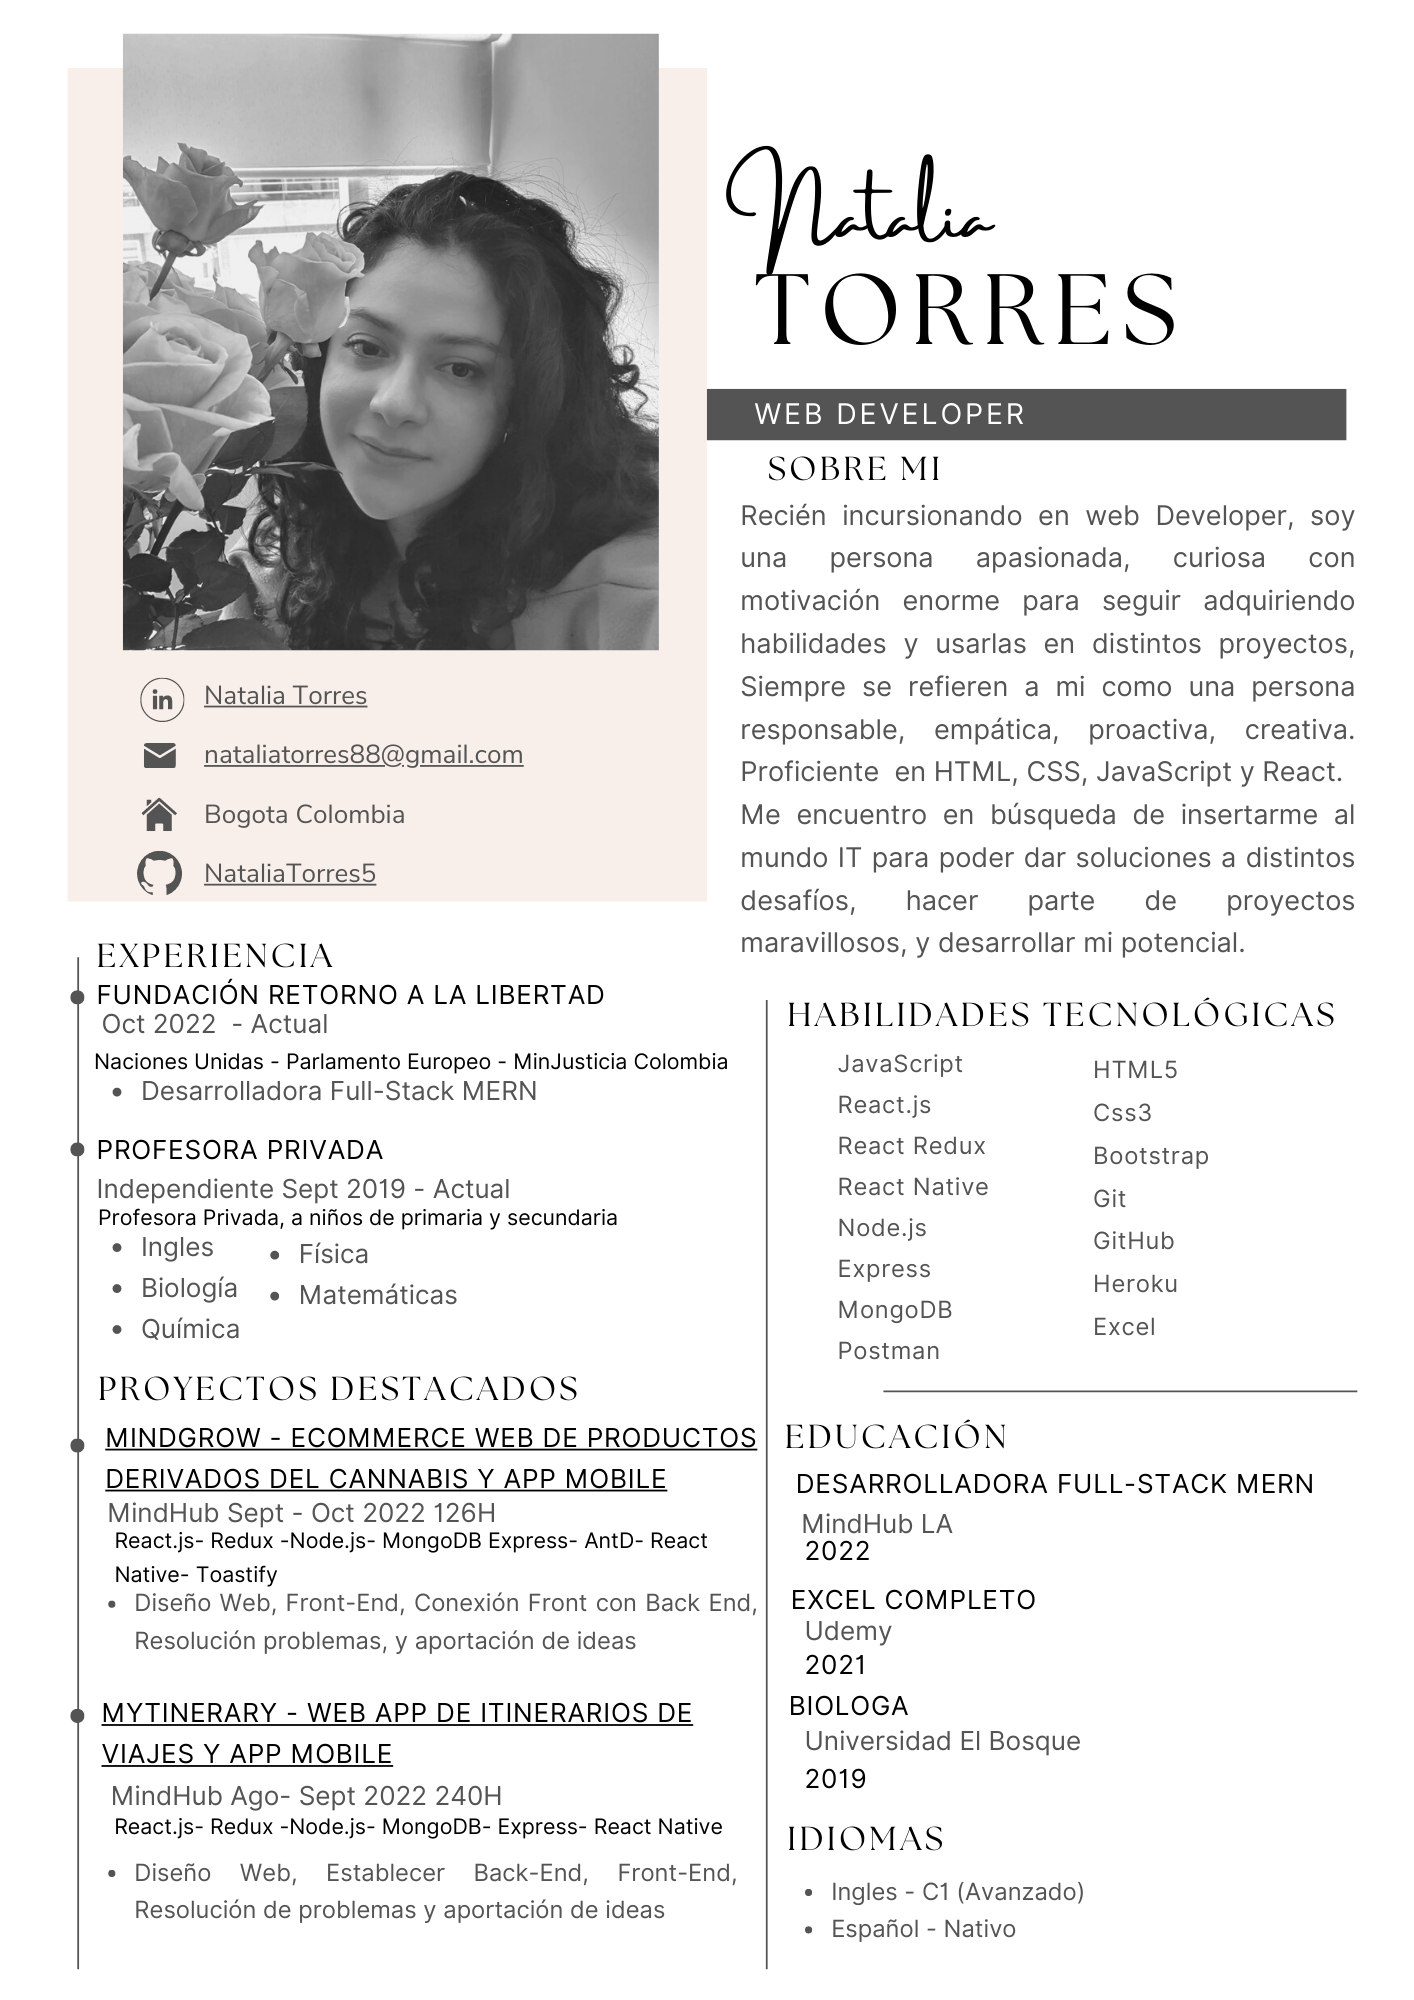 Natalia
TORRES
WEB DEVELOPER
SOBRE MI
Recién incursionando en web Developer, soy
una persona apasionada, curiosa con
motivación enorme para seguir adquiriendo
habilidades y usarlas en distintos proyectos,
Siempre se refieren a mi como una persona
responsable, empática, proactiva, creativa.
Proficiente en HTML, CSS, JavaScript y React.
Me encuentro en búsqueda de insertarme al
mundo IT para poder dar soluciones a distintos
desafíos, hacer parte de proyectos
maravillosos, y desarrollar mi potencial.
in
Natalia Torres
nataliatorres88@gmail.com
Bogota Colombia
NataliaTorres5
EXPERIENCIA
FUNDACIÓN RETORNO A LA LIBERTAD
Oct 2022 - Actual
Naciones Unidas - Parlamento Europeo - MinJusticia Colombia
• Desarrolladora Full-Stack MERN
PROFESORA PRIVADA
Independiente Sept 2019 - Actual
Profesora Privada, a niños de primaria y secundaria
• Ingles
• Biología
• Química
• Física
• Matemáticas
PROYECTOS DESTACADOS
MINDGROW - ECOMMERCE WEB DE PRODUCTOS
DERIVADOS DEL CANNABIS Y APP MOBILE
MindHub Sept - Oct 2022 126H
React.js- Redux -Node.js- MongoDB Express- AntD- React
Native- Toastify
• Diseño Web, Front-End, Conexión Front con Back End,
Resolución problemas, y aportación de ideas
MYTINERARY - WEB APP DE ITINERARIOS DE
VIAJES Y APP MOBILE
MindHub Ago- Sept 2022 240H
React.js- Redux -Node.js- MongoDB- Express- React Native
• Diseño Web, Establecer Back-End, Front-End,
Resolución de problemas y aportación de ideas
HABILIDADES TECNOLÓGICAS
JavaScript
React.js
React Redux
React Native
Node.js
Express
MongoDB
Postman
HTML5
Css3
Bootstrap
Git
GitHub
Heroku
Excel
EDUCACIÓN
DESARROLLADORA FULL-STACK MERN
MindHub LA
2022
EXCEL COMPLETO
Udemy
2021
BIOLOGA
Universidad El Bosque
2019
IDIOMAS
• Ingles - C1 (Avanzado)
• Español - Nativo